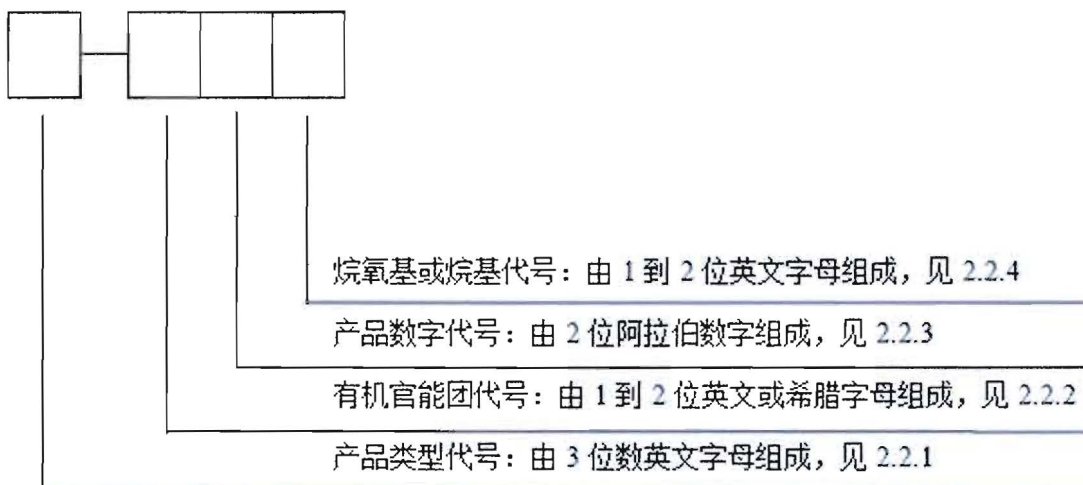 烷氧基或烷基代号：由 1 到 2 位英文字母组成，见 2.2.4
产品数字代号：由 2 位阿拉伯数字组成，见 2.2.3
有机官能团代号：由 1 到 2 位英文或希腊字母组成，见 2.2.2
产品类型代号：由 3 位数英文字母组成，见 2.2.1